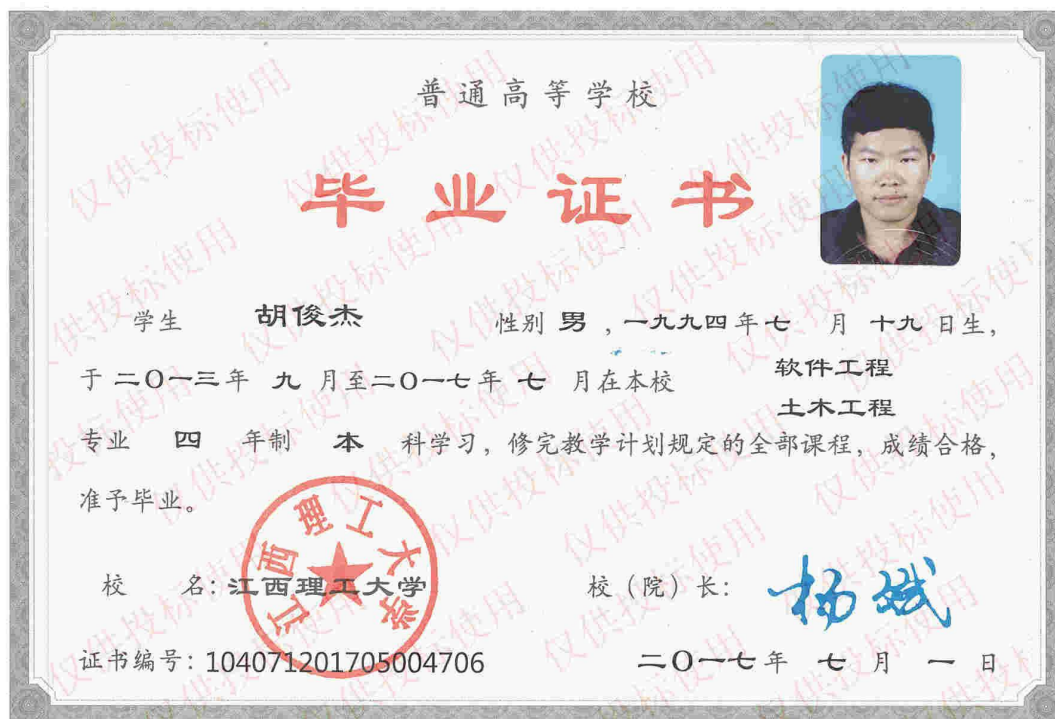 普通高等学校
毕业证书
学生 胡俊杰 性别 男 ，一九九四年七 月 十九 日生，
于二〇一三年 九 月至二〇一七年 七 月在本校 软件工程
土木工程
专业 四 年制 本 科学习，修完教学计划规定的全部课程，成绩合格，
准予毕业。
江西理工大学
校 名：江西理工大学 校（院）长： 杨斌
证书编号：104071201705004706 二〇一七年 七 月 一 日
仅供投标使用